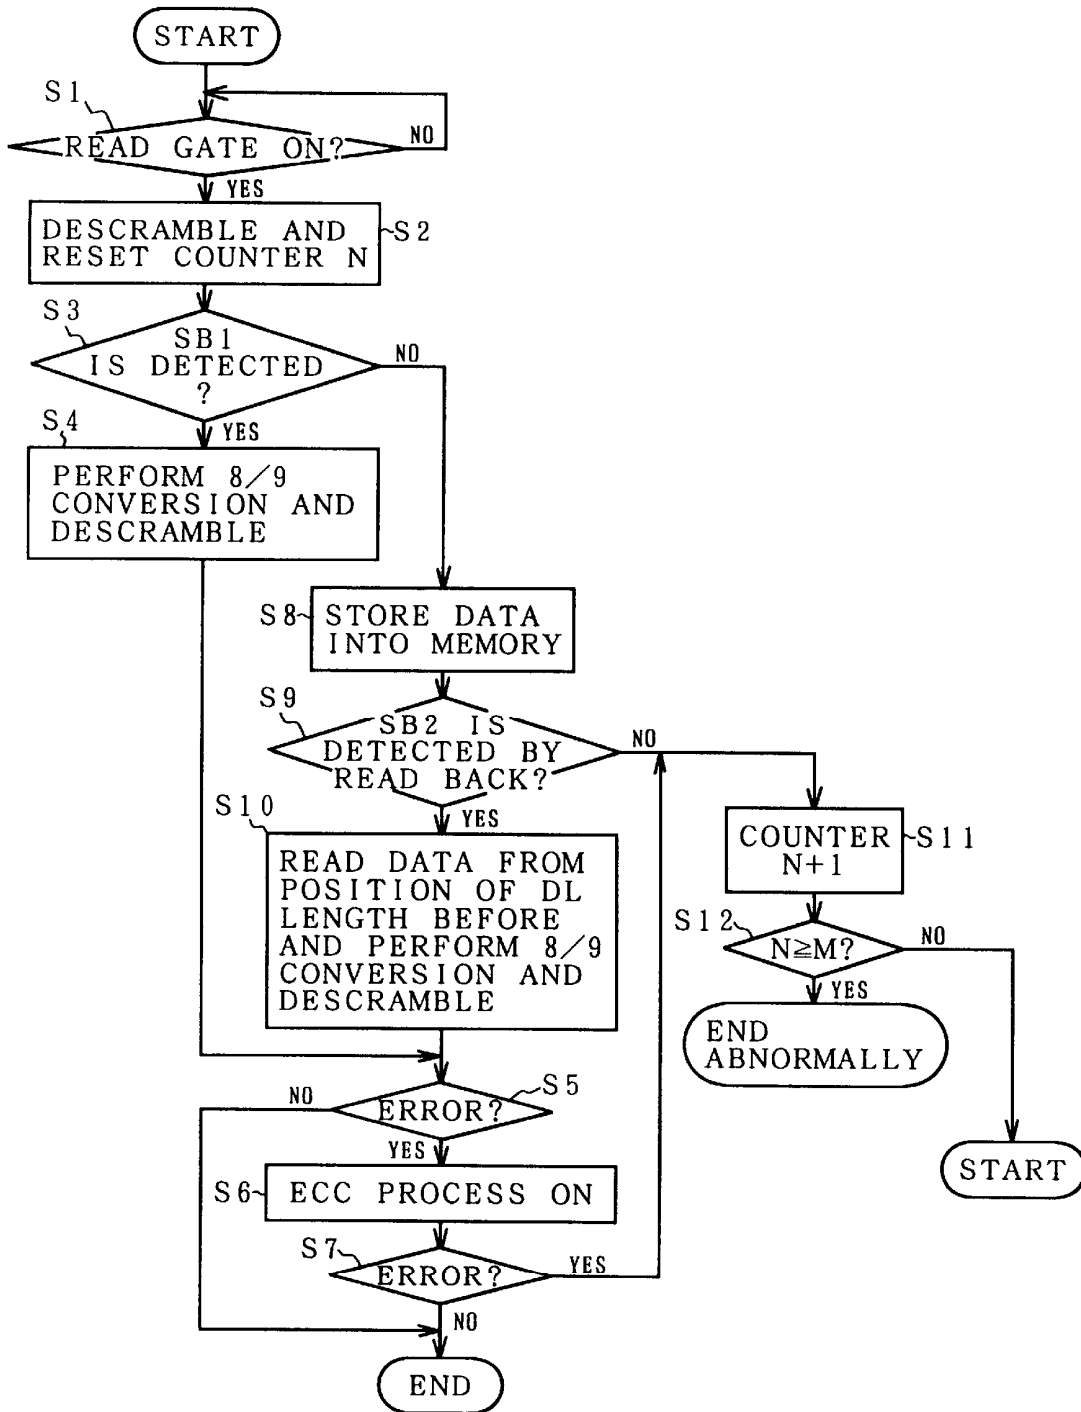 START
S1
READ GATE ON?
NO
YES
DESCRAMBLE AND
RESET COUNTER N
S2
S3
SB1
IS DETECTED
?
NO
S4
YES
PERFORM 8/9
CONVERSION AND
DESCRAMBLE
S8
STORE DATA
INTO MEMORY
S9
SB2 IS
DETECTED BY
READ BACK?
NO
S10
YES
READ DATA FROM
POSITION OF DL
LENGTH BEFORE
AND PERFORM 8/9
CONVERSION AND
DESCRAMBLE
COUNTER
N+1
S11
S12
N≧M?
NO
YES
END
ABNORMALLY
START
S5
NO
ERROR?
YES
S6
ECC PROCESS ON
S7
ERROR?
YES
NO
END